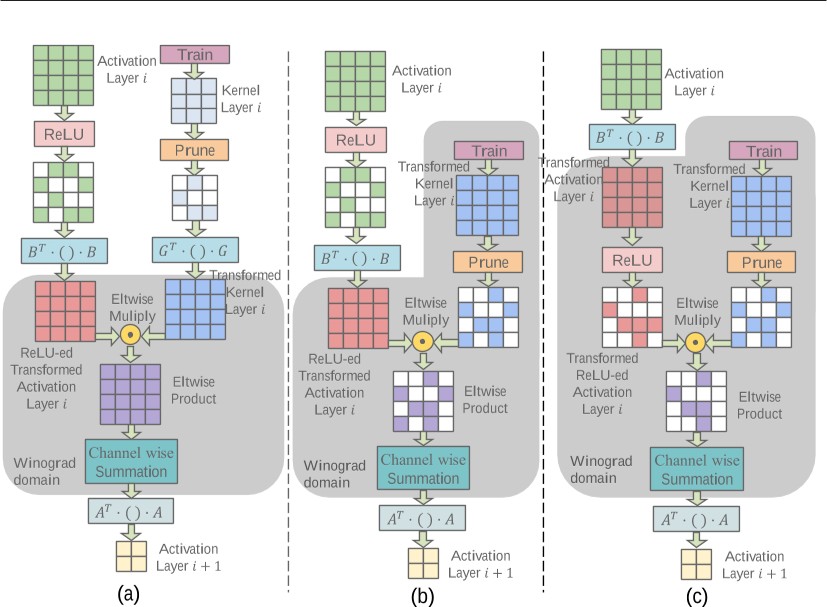 Activation
Layer i
Train
Kernel
Layer i
ReLU
Prune
B^T · ( ) · B
G^T · ( ) · G
Transformed
Kernel
Layer i
Eltwise
Muliply
ReLU-ed
Transformed
Activation
Layer i
Eltwise
Product
Channel wise
Summation
Winograd
domain
A^T · ( ) · A
Activation
Layer i + 1
(a)
Activation
Layer i
ReLU
Train
Transformed
Kernel
Layer i
B^T · ( ) · B
Prune
Eltwise
Muliply
ReLU-ed
Transformed
Activation
Layer i
Eltwise
Product
Channel wise
Summation
Winograd
domain
A^T · ( ) · A
Activation
Layer i + 1
(b)
Activation
Layer i
B^T · ( ) · B
Train
Transformed
Activation
Layer i
Transformed
Kernel
Layer i
ReLU
Prune
Eltwise
Muliply
Transformed
ReLU-ed
Activation
Layer i
Eltwise
Product
Channel wise
Summation
Winograd
domain
A^T · ( ) · A
Activation
Layer i + 1
(c)